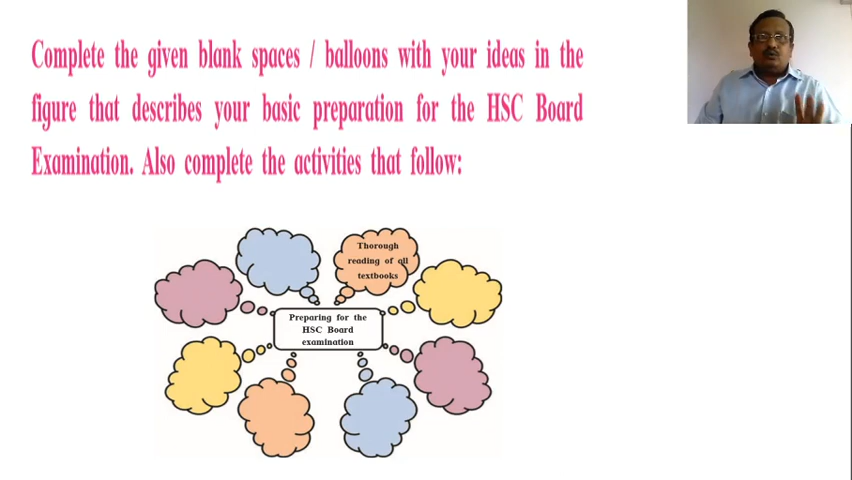 Complete the given blank spaces / balloons with your ideas in the
figure that describes your basic preparation for the HSC Board
Examination. Also complete the activities that follow:
Thorough
reading of all
textbooks
Preparing for the
HSC Board
examination